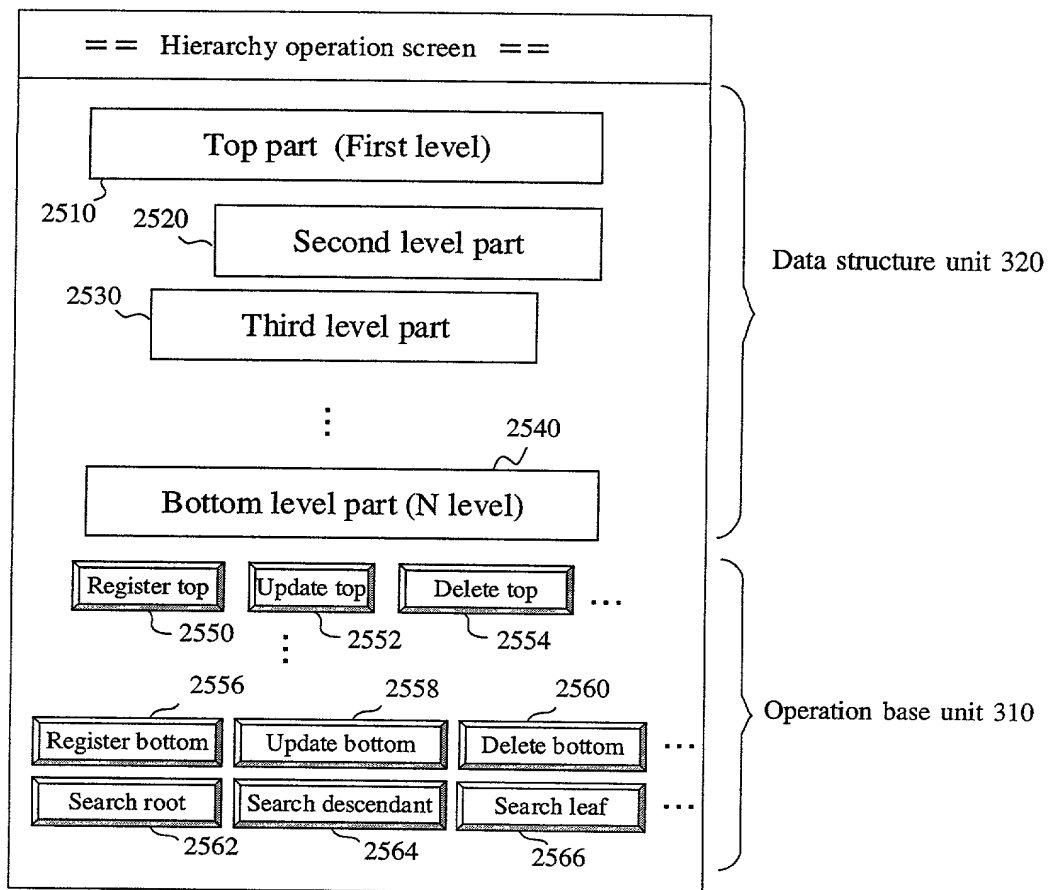 == Hierarchy operation screen ==
Top part (First level)
2510
2520
Second level part
Data structure unit 320
2530
Third level part
⋮
2540
Bottom level part (N level)
Register top Update top Delete top ...
2550 2552 2554
⋮
2556 2558 2560
Operation base unit 310
Register bottom Update bottom Delete bottom ...
Search root Search descendant Search leaf ...
2562 2564 2566